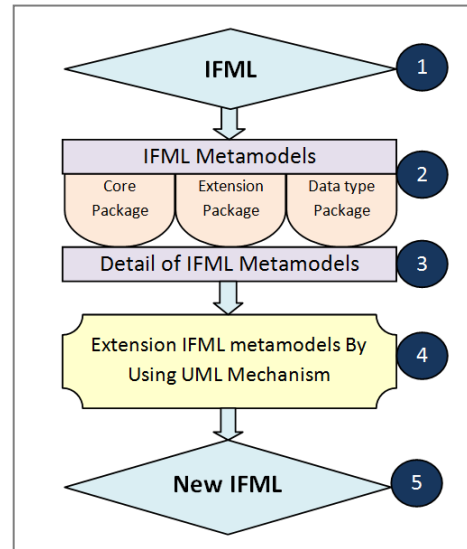 IFML
1
IFML Metamodels
2
Core
Package
Extension
Package
Data type
Package
Detail of IFML Metamodels
3
Extension IFML metamodels By
Using UML Mechanism
4
New IFML
5